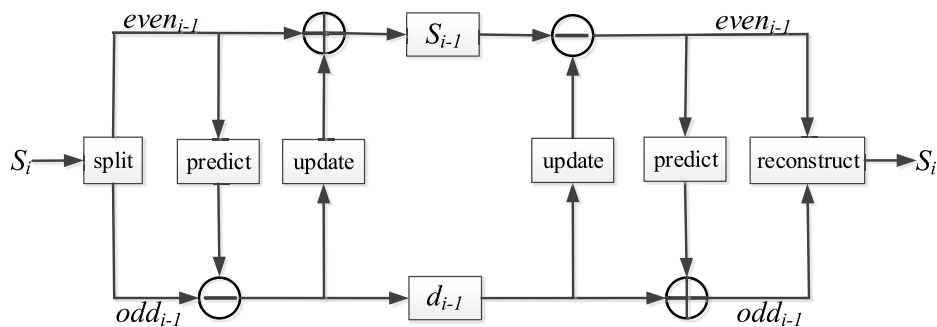 even_{i-1}
S_{i-1}
even_{i-1}
S_i
split
predict
update
update
predict
reconstruct
S_i
odd_{i-1}
d_{i-1}
odd_{i-1}